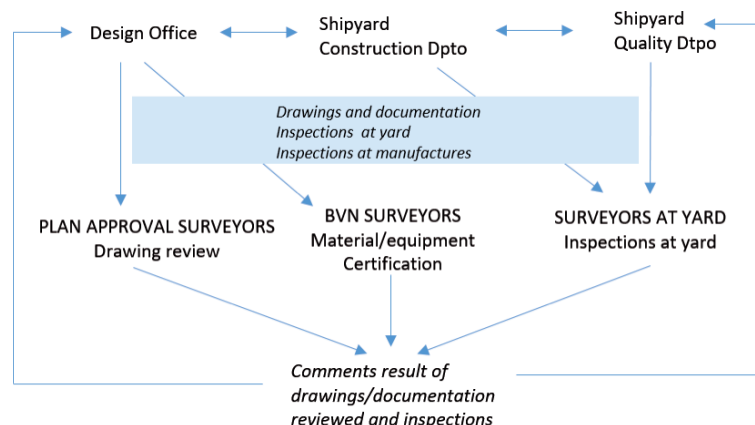 Design Office
Shipyard
Construction Dpto
Shipyard
Quality Dtpo
Drawings and documentation
Inspections at yard
Inspections at manufactures
PLAN APPROVAL SURVEYORS
Drawing review
BVN SURVEYORS
Material/equipment
Certification
SURVEYORS AT YARD
Inspections at yard
Comments result of
drawings/documentation
reviewed and inspections